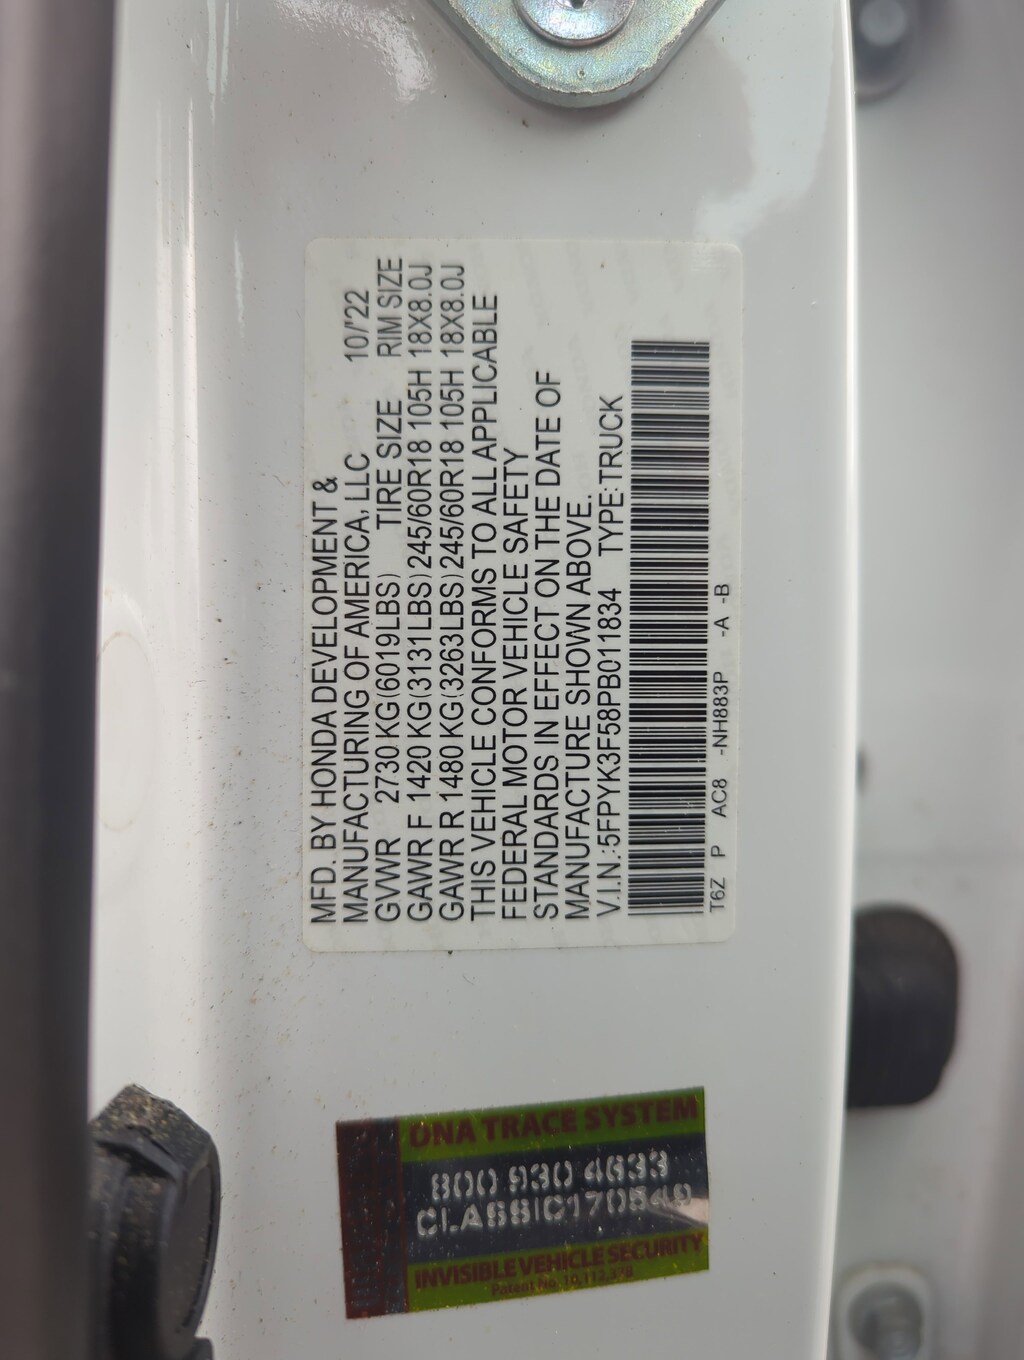 MFD. BY HONDA DEVELOPMENT &
MANUFACTURING OF AMERICA, LLC 10/'22
GVWR 2730 KG(6019LBS) TIRE SIZE RIM SIZE
GAWR F 1420 KG(3131LBS) 245/60R18 105H 18X8.0J
GAWR R 1480 KG(3263LBS) 245/60R18 105H 18X8.0J
THIS VEHICLE CONFORMS TO ALL APPLICABLE
FEDERAL MOTOR VEHICLE SAFETY
STANDARDS IN EFFECT ON THE DATE OF
MANUFACTURE SHOWN ABOVE.
V.I.N.:5FPYK3F58PB011834 TYPE:TRUCK
T6Z P AC8 -NH883P -A -B
DNA TRACE SYSTEM
800 930 4633
CLASSIC170549
INVISIBLE VEHICLE SECURITY
Patent No.